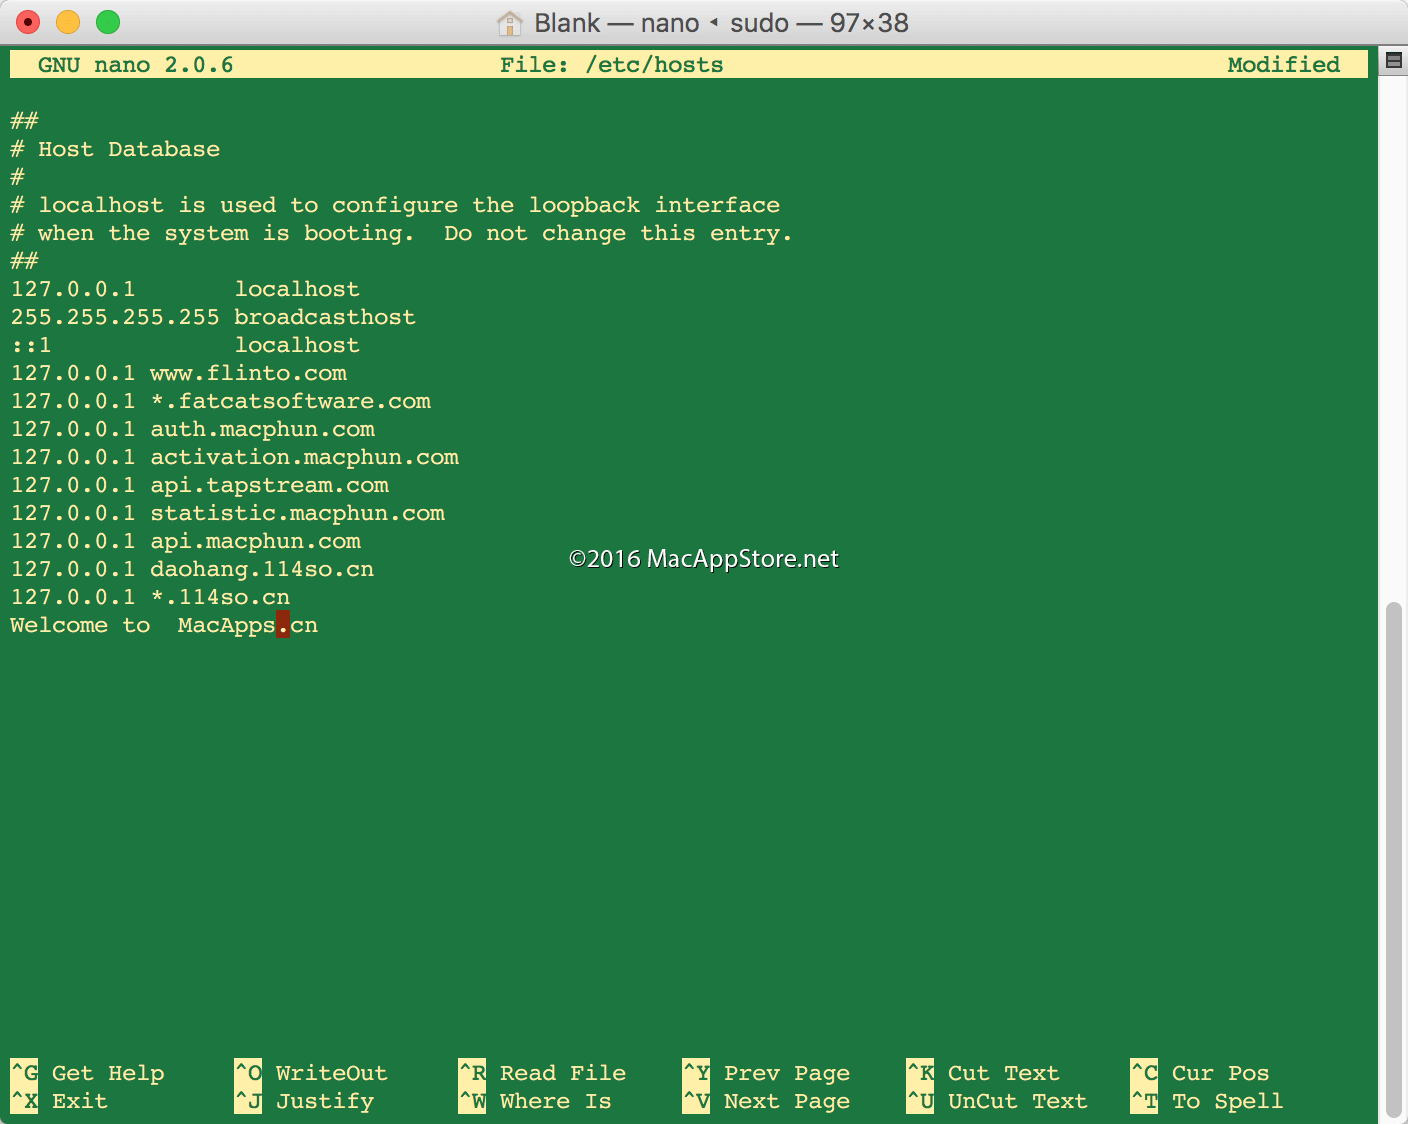 Blank — nano ◂ sudo — 97×38
GNU nano 2.0.6 File: /etc/hosts Modified
##
# Host Database
#
# localhost is used to configure the loopback interface
# when the system is booting.  Do not change this entry.
##
127.0.0.1       localhost
255.255.255.255 broadcasthost
::1             localhost
127.0.0.1 www.flinto.com
127.0.0.1 *.fatcatsoftware.com
127.0.0.1 auth.macphun.com
127.0.0.1 activation.macphun.com
127.0.0.1 api.tapstream.com
127.0.0.1 statistic.macphun.com
127.0.0.1 api.macphun.com
©2016 MacAppStore.net
127.0.0.1 daohang.114so.cn
127.0.0.1 *.114so.cn
Welcome to  MacApps.cn
^G Get Help ^O WriteOut ^R Read File ^Y Prev Page ^K Cut Text ^C Cur Pos
^X Exit ^J Justify ^W Where Is ^V Next Page ^U UnCut Text ^T To Spell